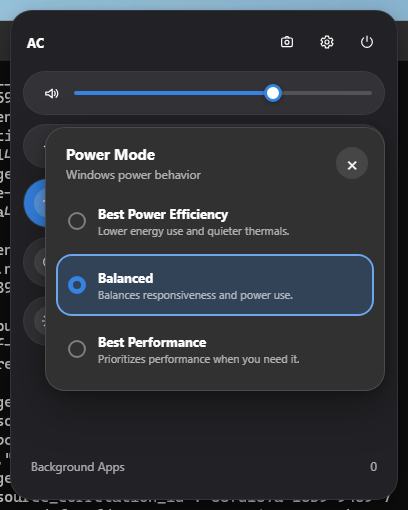 AC
Power Mode
Windows power behavior
Best Power Efficiency
Lower energy use and quieter thermals.
Balanced
Balances responsiveness and power use.
Best Performance
Prioritizes performance when you need it.
Background Apps 0